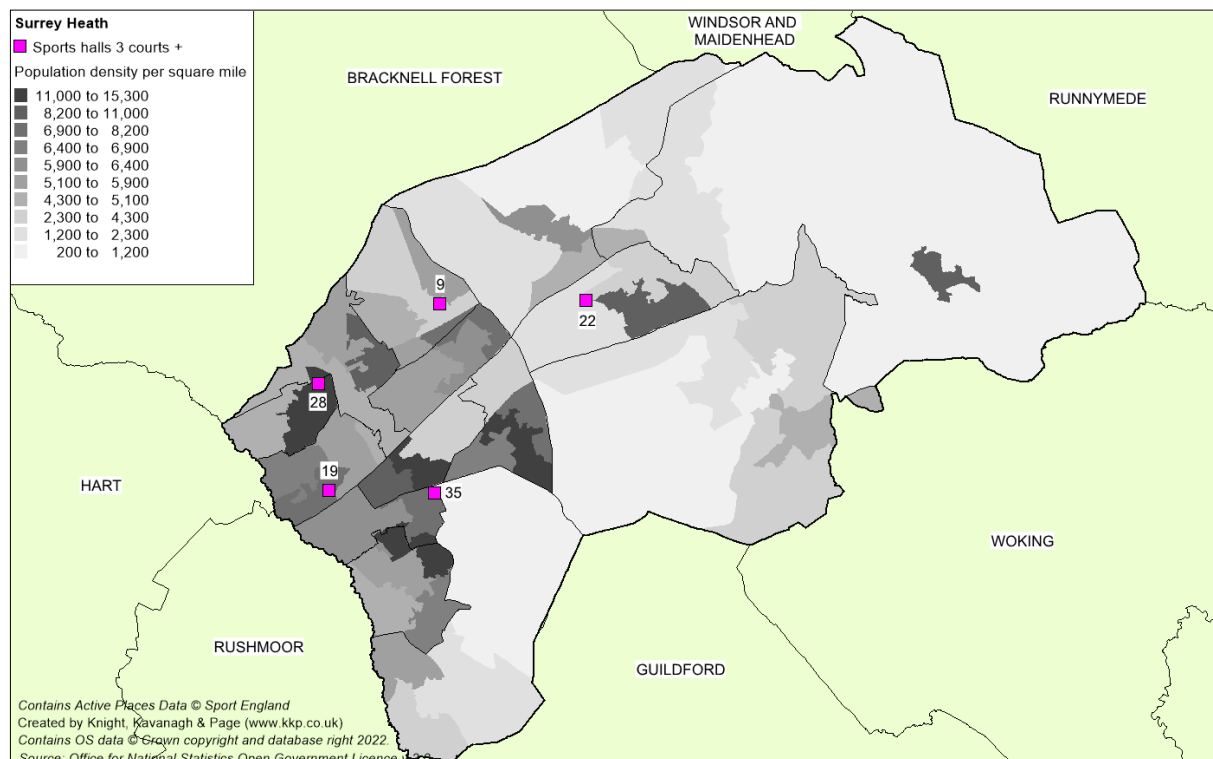 Surrey Heath
Sports halls 3 courts +
Population density per square mile
11,000 to 15,300
8,200 to 11,000
6,900 to 8,200
6,400 to 6,900
5,900 to 6,400
5,100 to 5,900
4,300 to 5,100
2,300 to 4,300
1,200 to 2,300
200 to 1,200
WINDSOR AND
MAIDENHEAD
BRACKNELL FOREST
RUNNYMEDE
9
22
28
19
35
HART
WOKING
RUSHMOOR
GUILDFORD
Contains Active Places Data © Sport England
Created by Knight, Kavanagh & Page (www.kkp.co.uk)
Contains OS data © Crown copyright and database right 2022.
Source: Office for National Statistics Open Government Licence